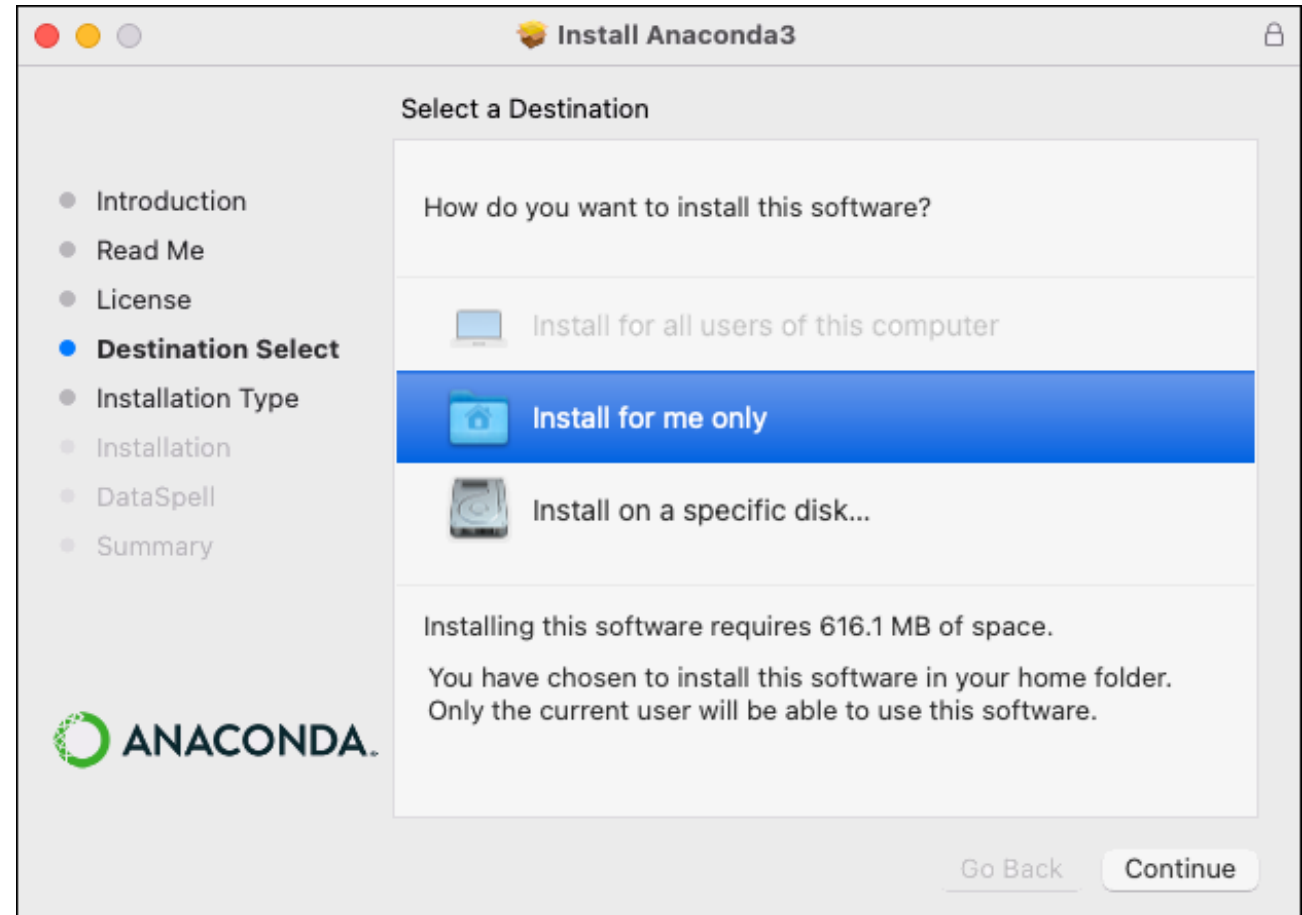 Install Anaconda3
Select a Destination
Introduction
Read Me
License
Destination Select
Installation Type
Installation
DataSpell
Summary
ANACONDA.
How do you want to install this software?
Install for all users of this computer
Install for me only
Install on a specific disk...
Installing this software requires 616.1 MB of space.
You have chosen to install this software in your home folder.
Only the current user will be able to use this software.
Go Back
Continue